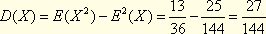 D(X) = E(X²) − E²(X) = 13/36 − 25/144 = 27/144